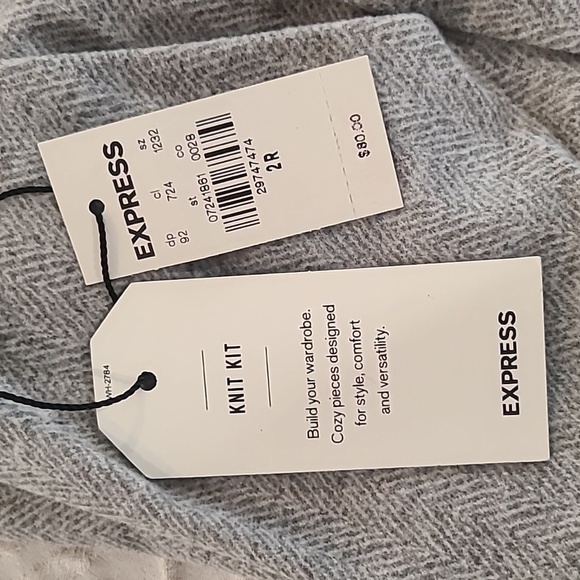 EXPRESS
dp cl sz
92 724 1232
st co
07241861 0028
29747474
2R
$80.00
WH-2784
KNIT KIT
Build your wardrobe.
Cozy pieces designed
for style, comfort
and versatility.
EXPRESS